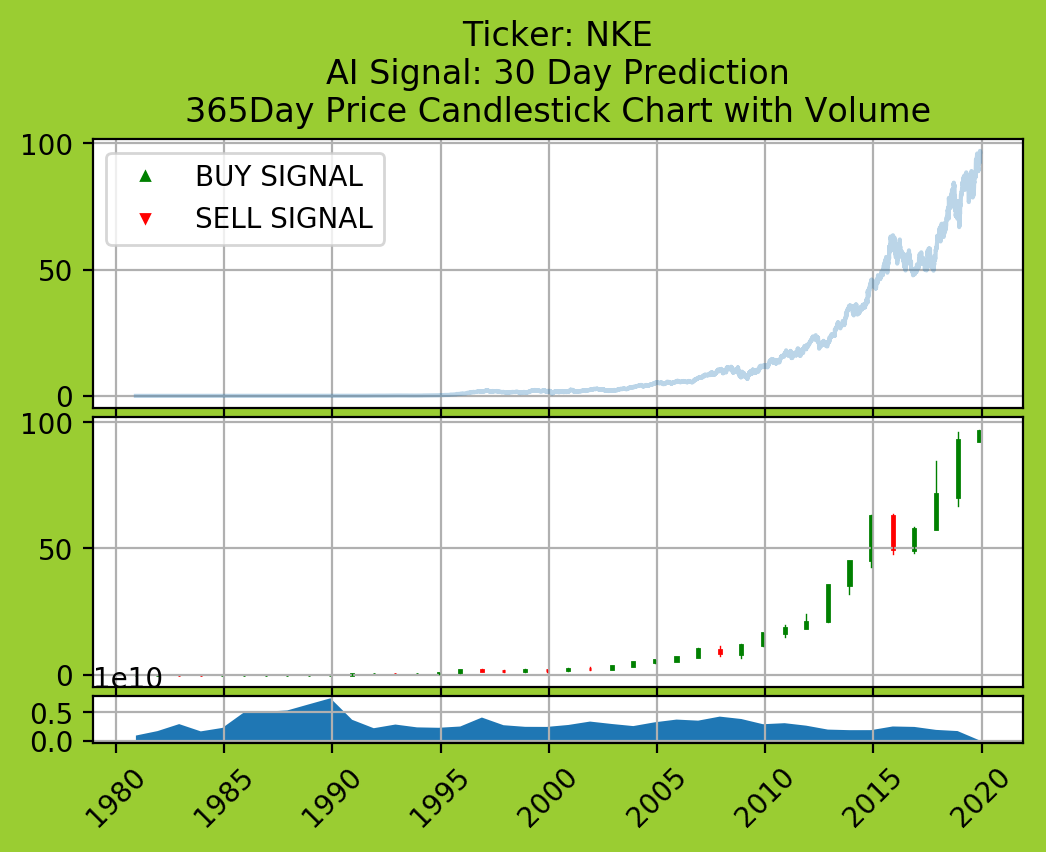 Ticker: NKE
AI Signal: 30 Day Prediction
365Day Price Candlestick Chart with Volume
100
BUY SIGNAL
SELL SIGNAL
50
0
100
50
0
1e10
0.5
0.0
1980 1985 1990 1995 2000 2005 2010 2015 2020